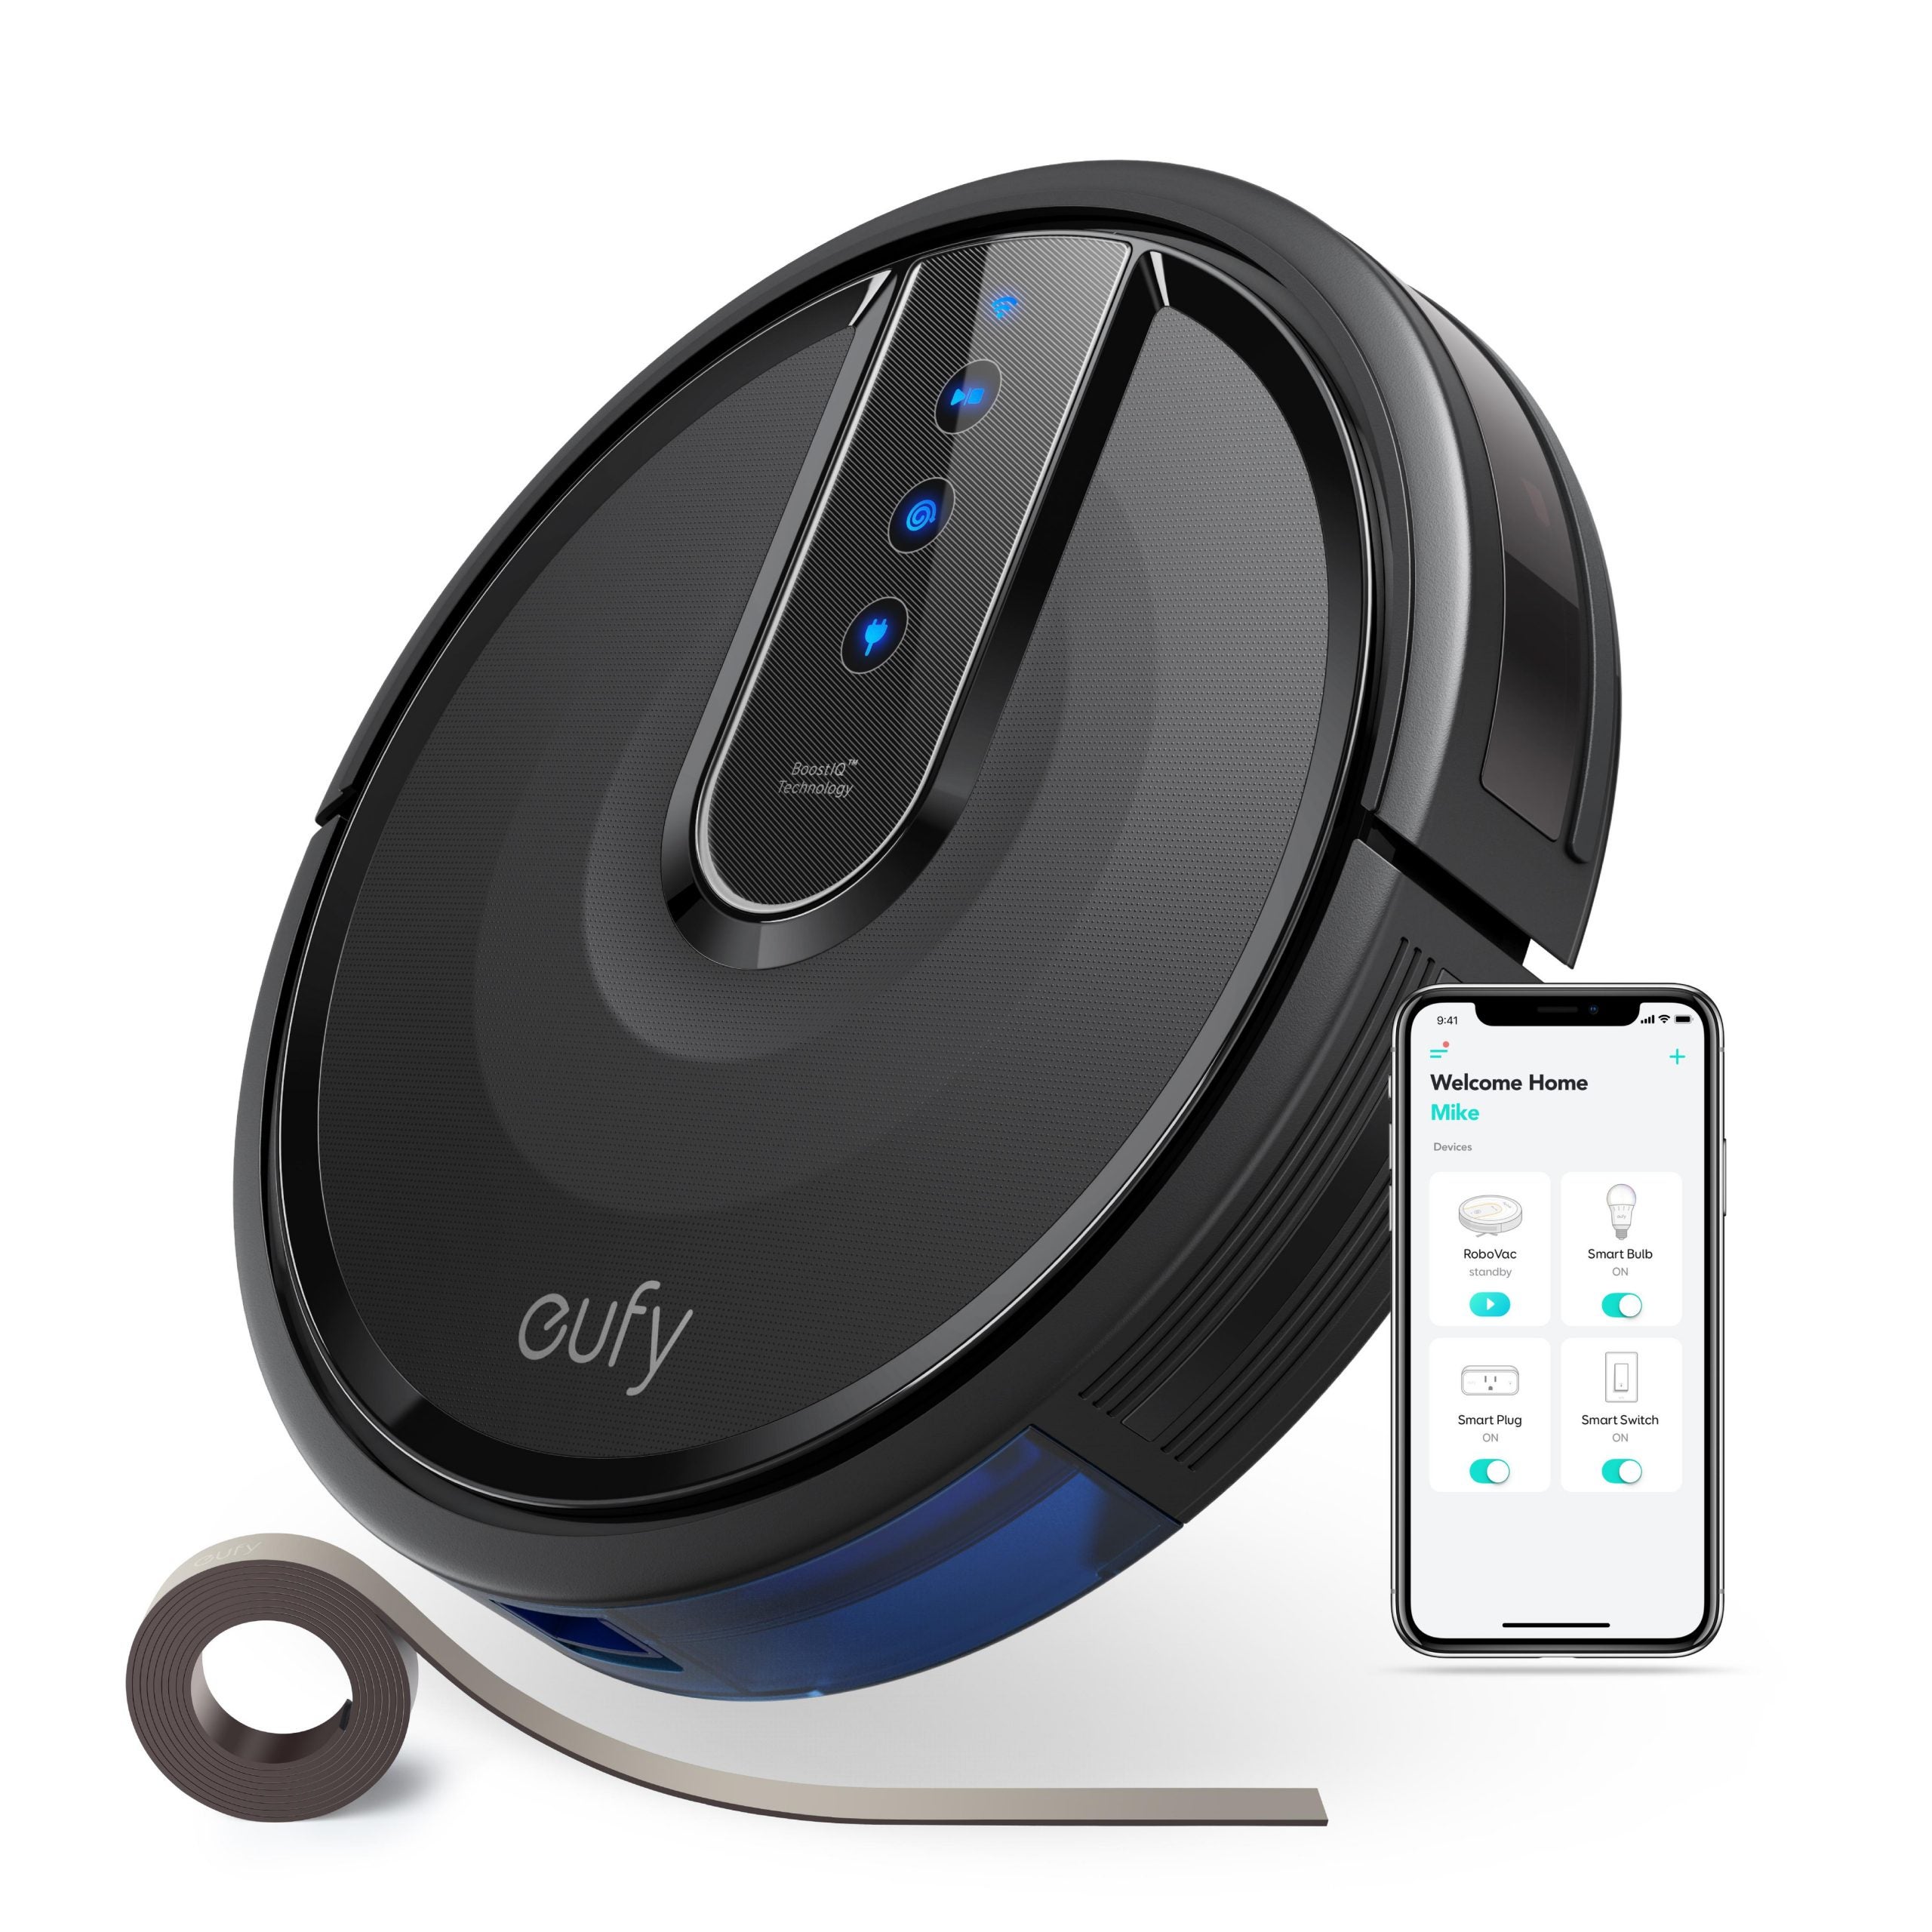 BoostIQ™
Technology
eufy
eufy
9:41
Welcome Home
Mike
Devices
RoboVac
standby
Smart Bulb
ON
Smart Plug
ON
Smart Switch
ON